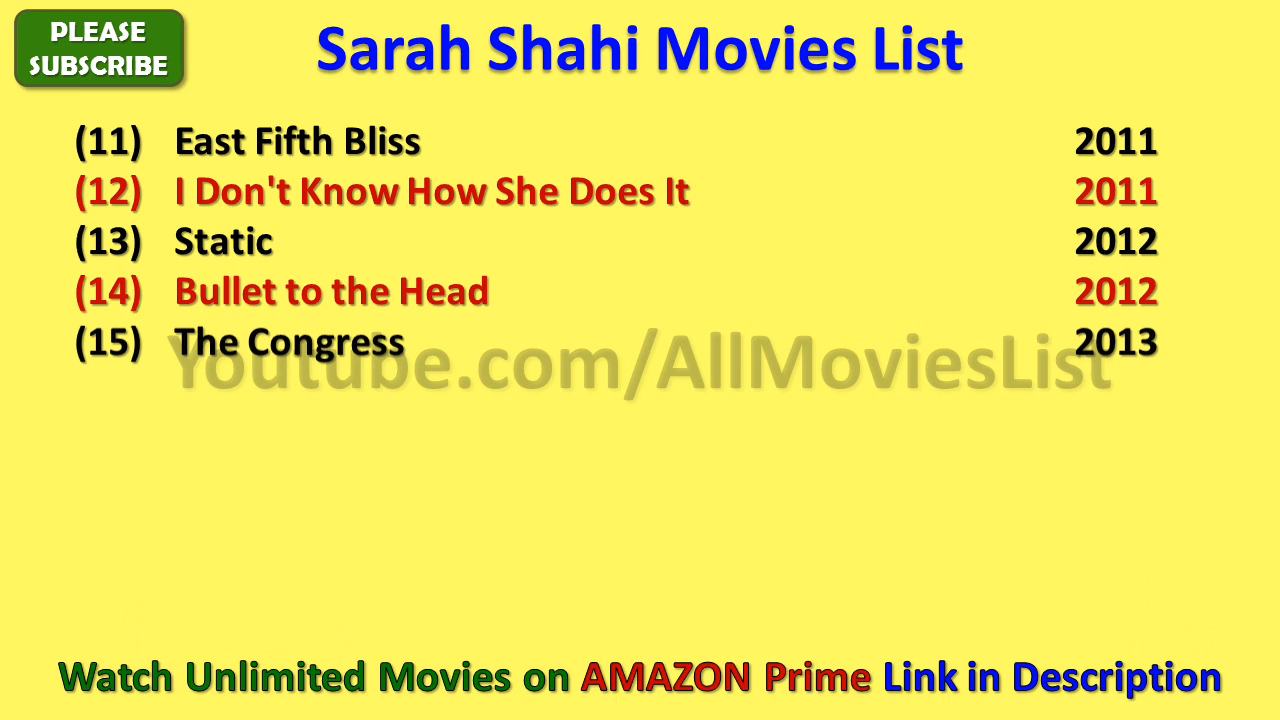 PLEASE
SUBSCRIBE
Sarah Shahi Movies List
(11) East Fifth Bliss 2011
(12) I Don't Know How She Does It 2011
(13) Static 2012
(14) Bullet to the Head 2012
(15) The Congress 2013
Youtube.com/AllMoviesList
Watch Unlimited Movies on AMAZON Prime Link in Description